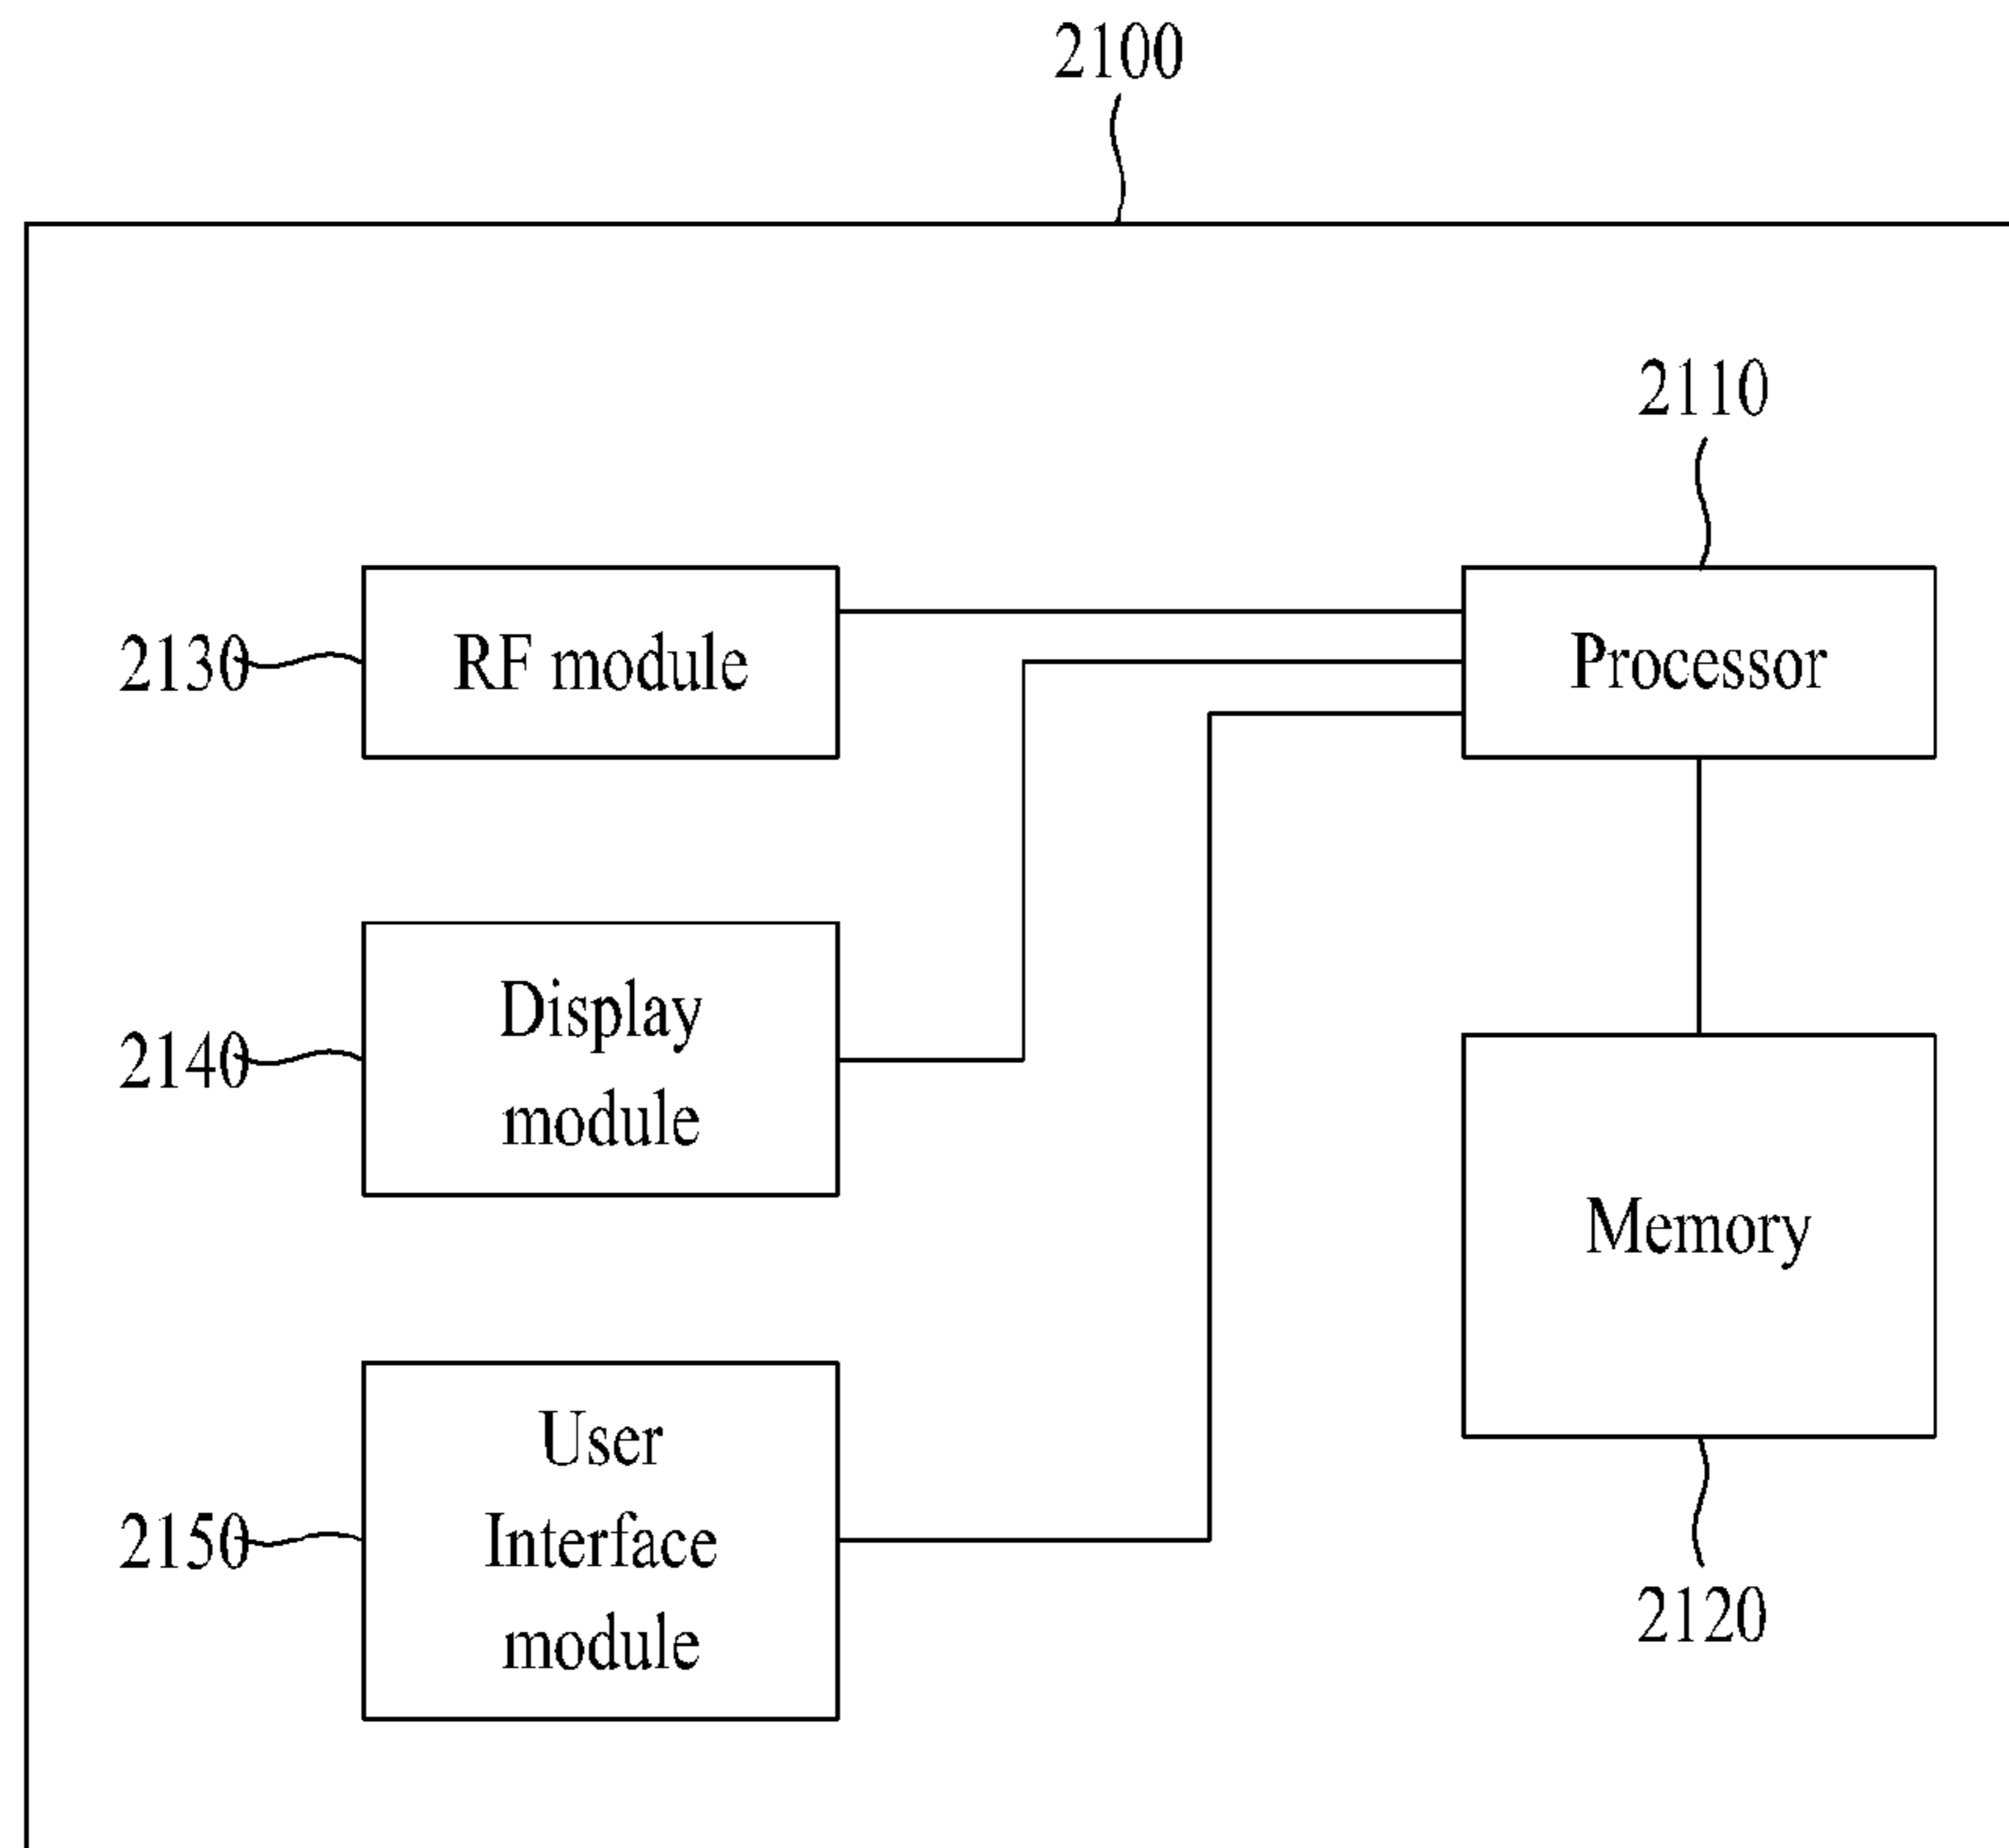 2100
2110
2130
RF module
Processor
2140
Display
module
Memory
2150
User
Interface
module
2120